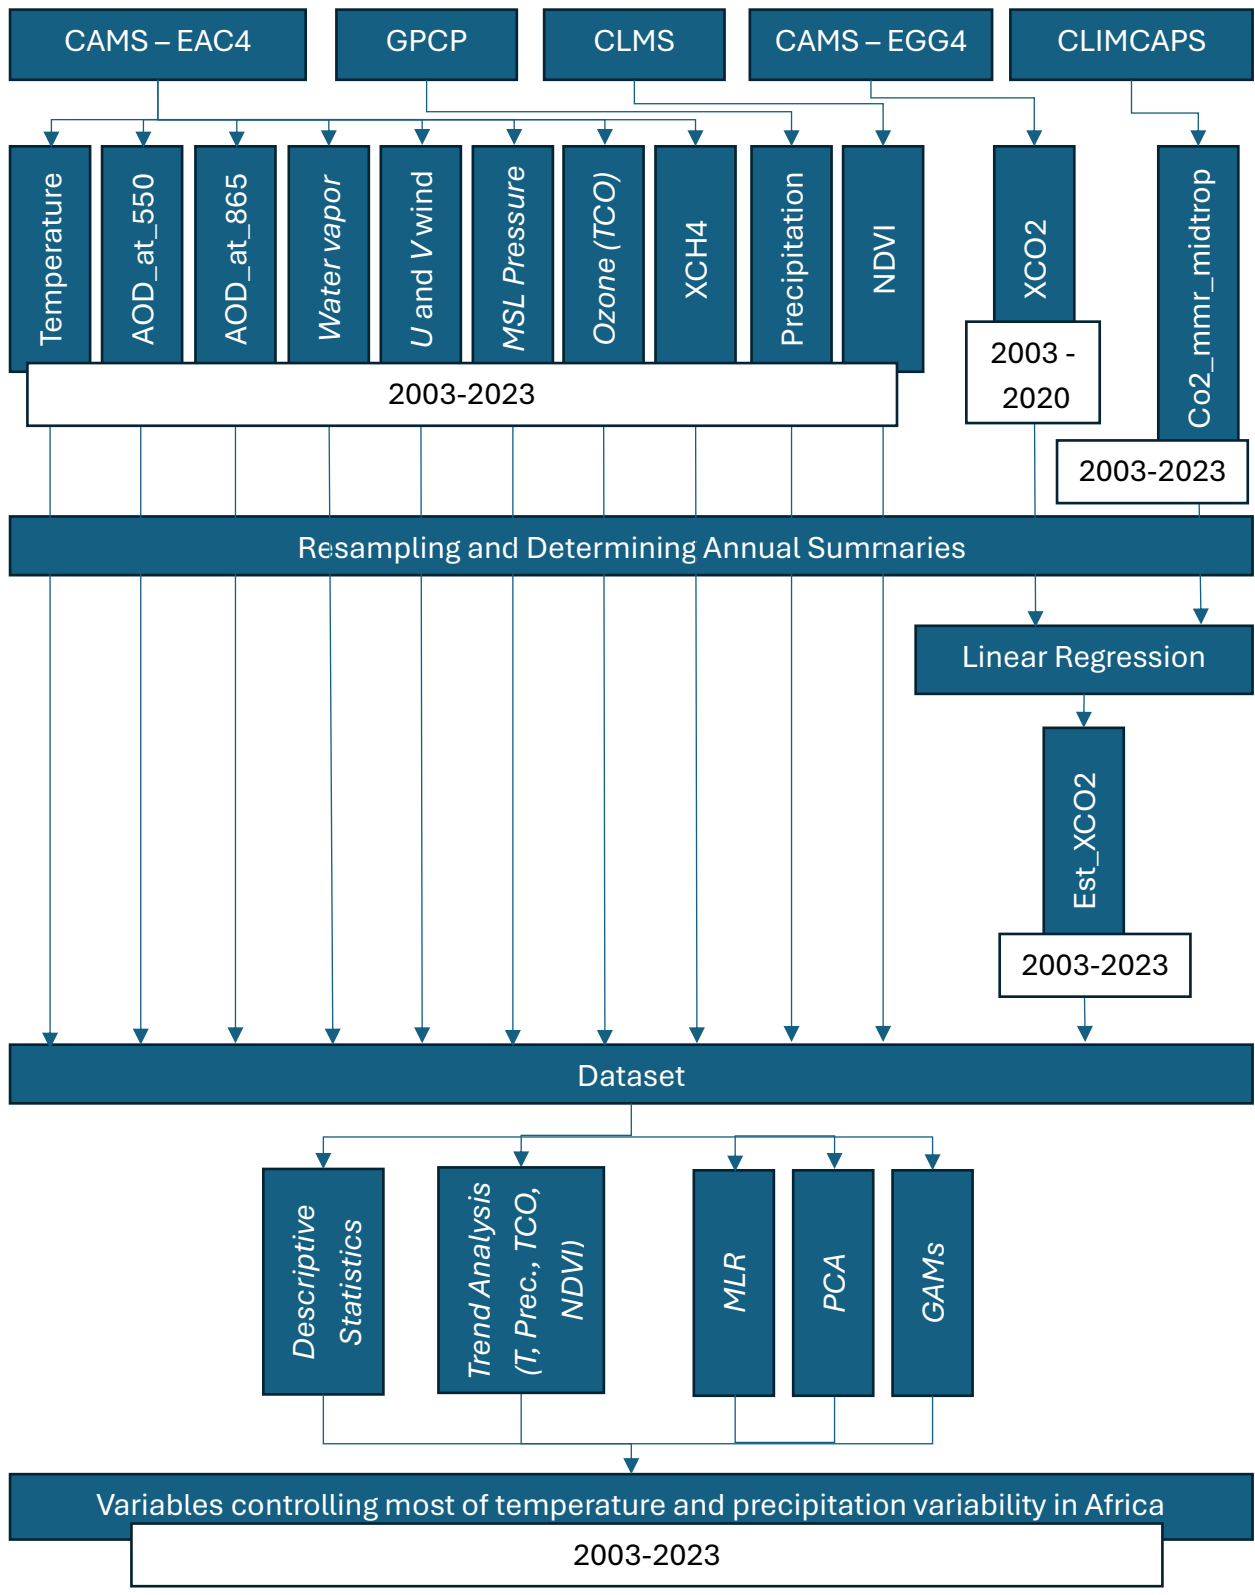 CAMS – EAC4
GPCP
CLMS
CAMS – EGG4
CLIMCAPS
Temperature
AOD_at_550
AOD_at_865
Water vapor
U and V wind
MSL Pressure
Ozone (TCO)
XCH4
Precipitation
NDVI
XCO2
Co2_mmr_midtrop
2003-2023
2003 -
2020
2003-2023
Resampling and Determining Annual Summaries
Linear Regression
Est_XCO2
2003-2023
Dataset
Descriptive
Statistics
Trend Analysis
(T, Prec., TCO,
NDVI)
MLR
PCA
GAMs
Variables controlling most of temperature and precipitation variability in Africa
2003-2023